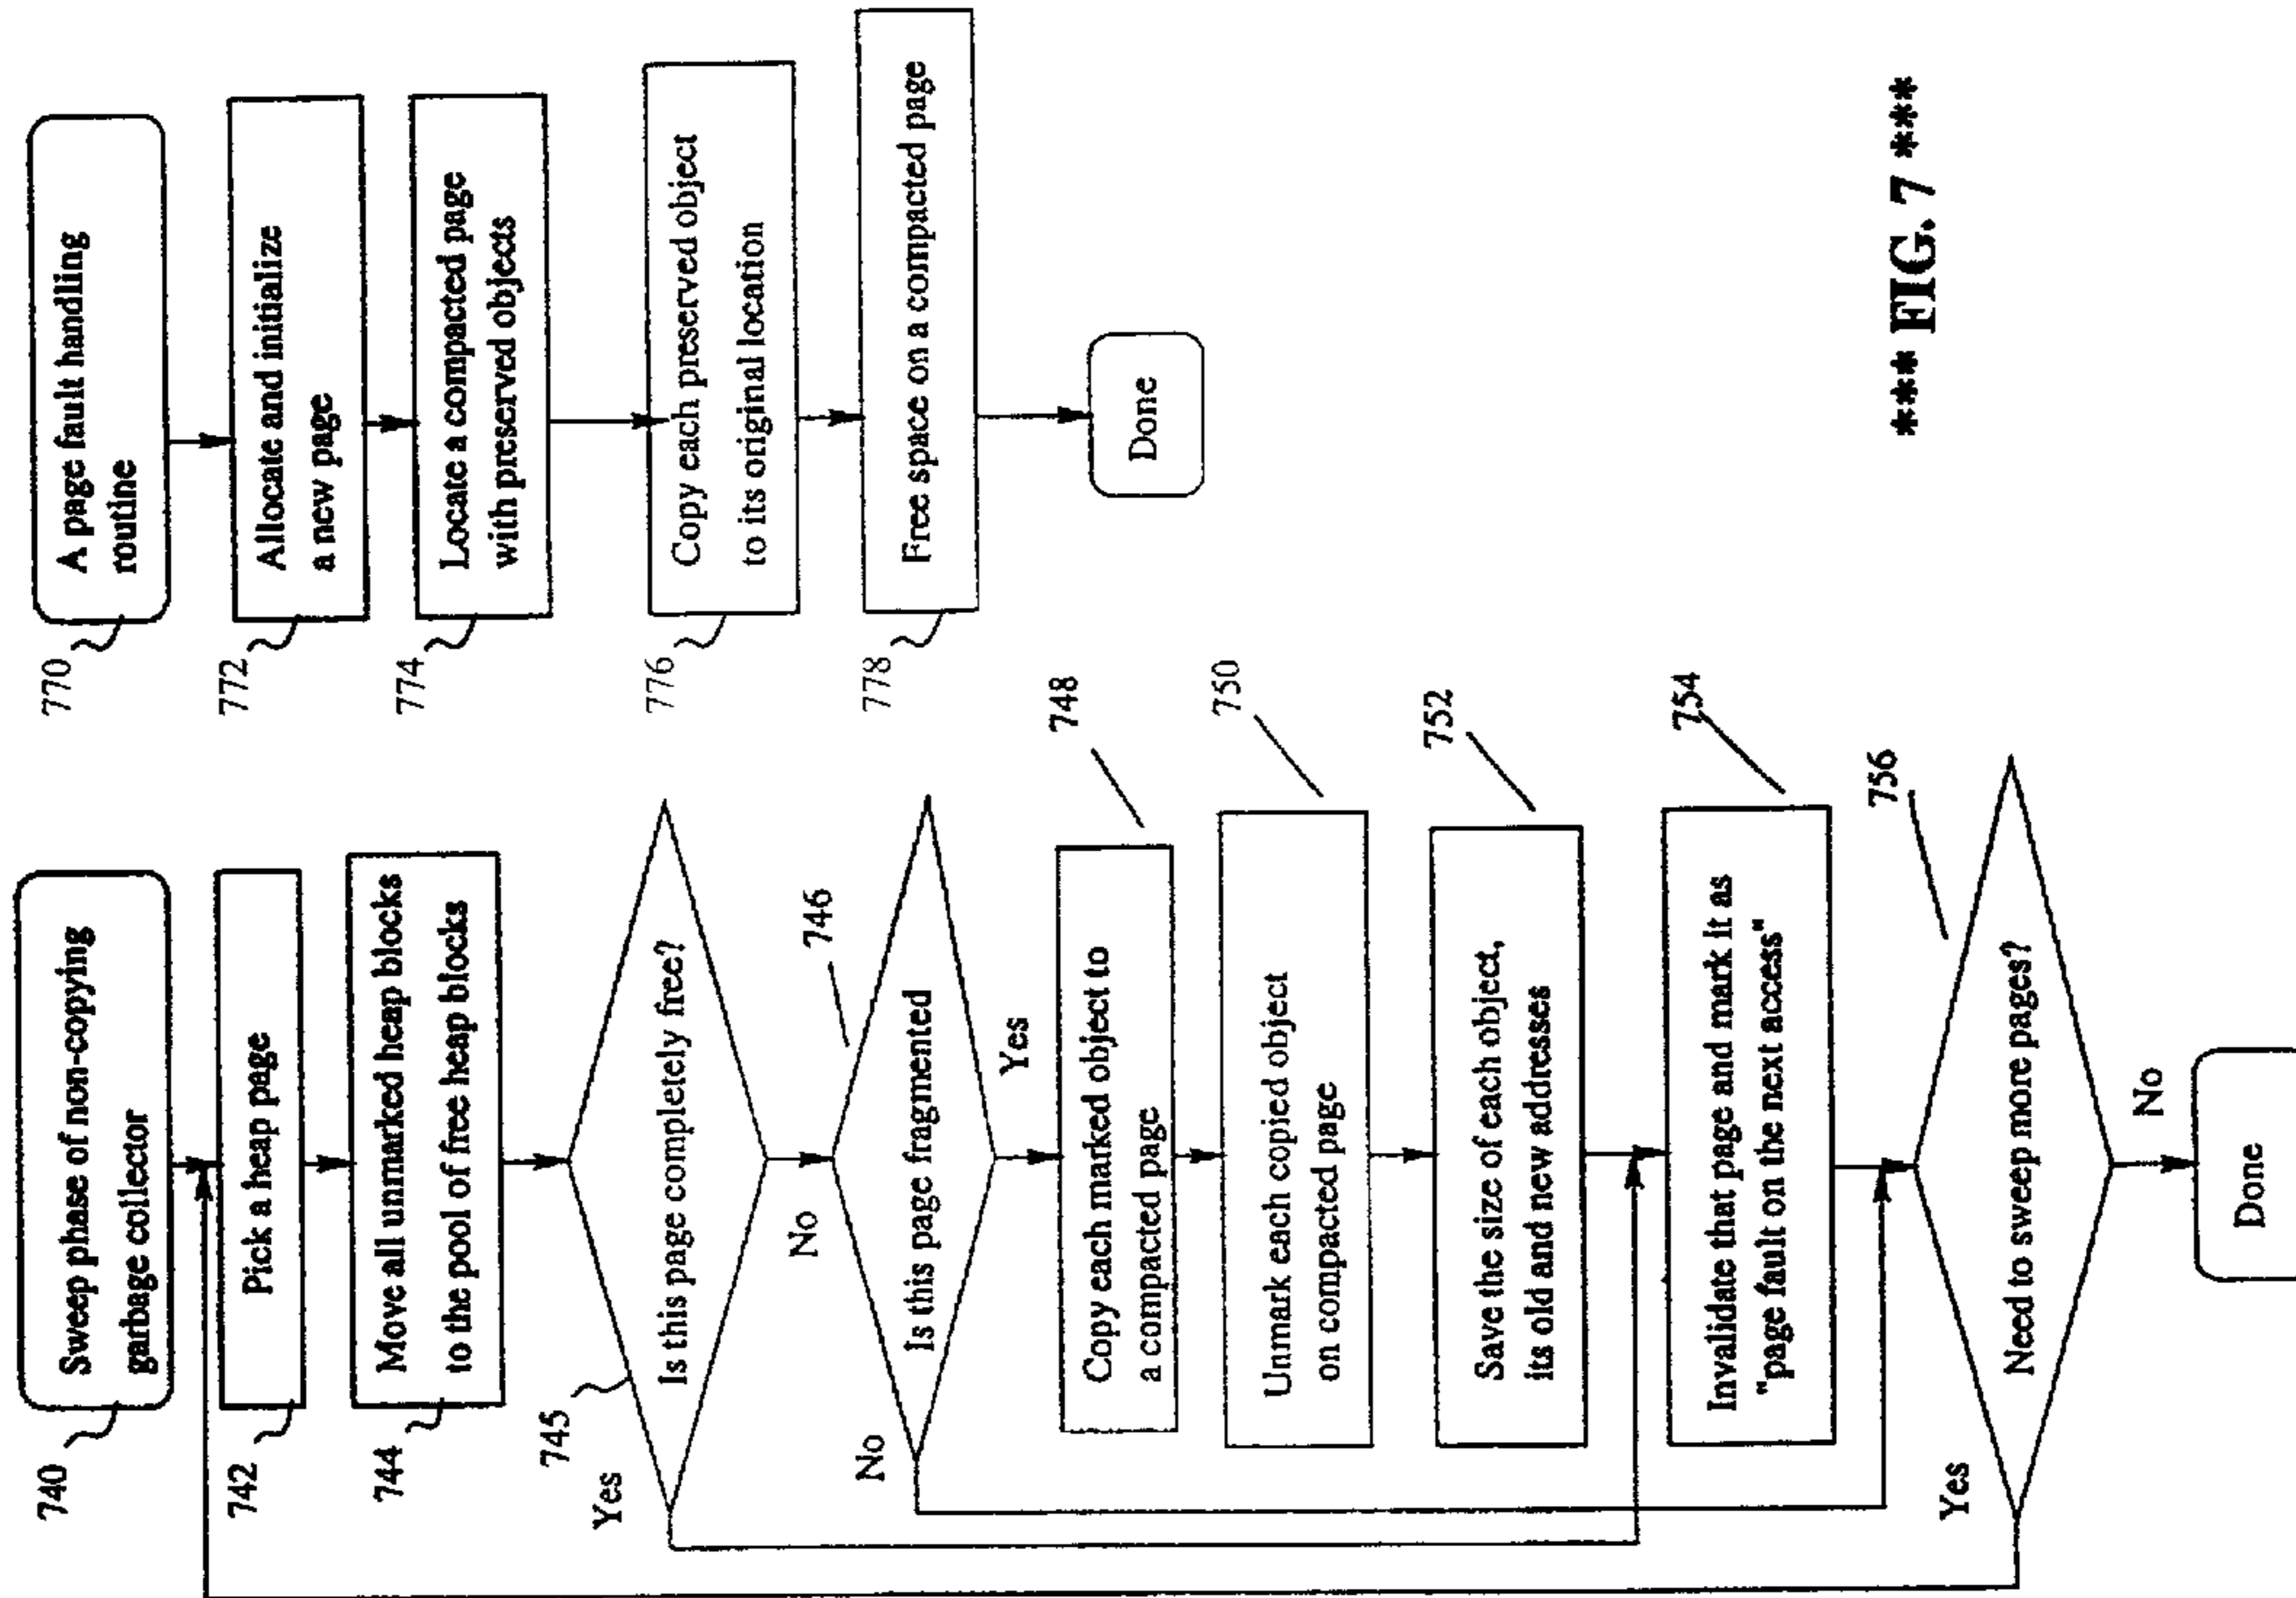 740
Sweep phase of non-copying
garbage collector
742
Pick a heap page
744
Move all unmarked heap blocks
to the pool of free heap blocks
745
Is this page completely free?
Yes
No
746
Is this page fragmented
No
Yes
748
Copy each marked object to
a compacted page
750
Unmark each copied object
on compacted page
752
Save the size of each object,
its old and new addresses
754
Invalidate that page and mark it as
"page fault on the next access"
756
Need to sweep more pages?
Yes
No
Done
770
A page fault handling
routine
772
Allocate and initialize
a new page
774
Locate a compacted page
with preserved objects
776
Copy each preserved object
to its original location
778
Free space on a compacted page
Done
*** FIG. 7 ***